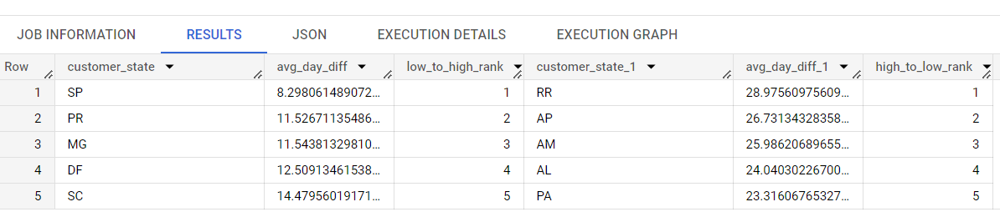 JOB INFORMATION RESULTS JSON EXECUTION DETAILS EXECUTION GRAPH
Row customer_state avg_day_diff low_to_high_rank customer_state_1 avg_day_diff_1 high_to_low_rank
1 SP 8.298061489072... 1 RR 28.97560975609... 1
2 PR 11.52671135486... 2 AP 26.73134328358... 2
3 MG 11.54381329810... 3 AM 25.98620689655... 3
4 DF 12.50913461538... 4 AL 24.04030226700... 4
5 SC 14.47956019171... 5 PA 23.31606765327... 5